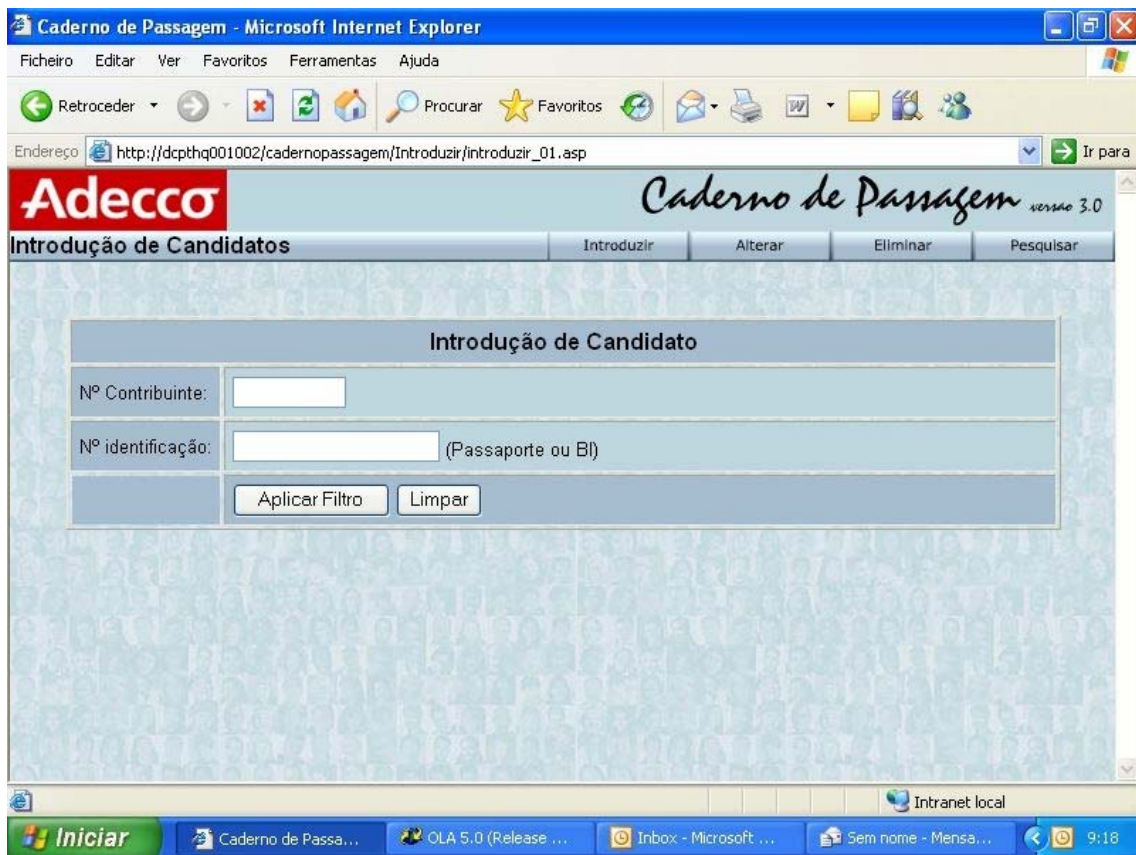 Caderno de Passagem - Microsoft Internet Explorer
Ficheiro Editar Ver Favoritos Ferramentas Ajuda
Retroceder Procurar Favoritos
Endereço http://dcpthq001002/cadernopassagem/Introduzir/introduzir_01.asp Ir para
Adecco Caderno de Passagem versao 3.0
Introdução de Candidatos Introduzir Alterar Eliminar Pesquisar
Introdução de Candidato
Nº Contribuinte:
Nº identificação: (Passaporte ou BI)
Aplicar Filtro Limpar
Intranet local
Iniciar Caderno de Passa... OLA 5.0 (Release ... Inbox - Microsoft ... Sem nome - Mensa... 9:18